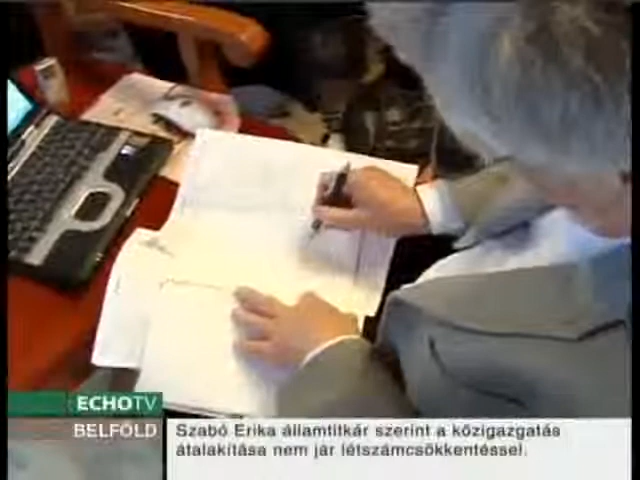 ECHOTV
BELFÖLD
Szabó Erika államtitkár szerint a közigazgatás
átalakítása nem jár létszámcsökkentéssel.